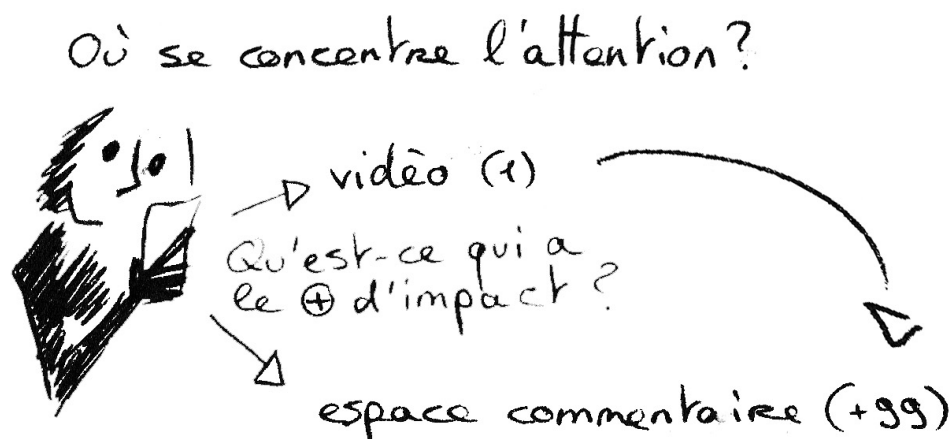 Où se concentre l'attention?
vidéo (1)
Qu'est-ce qui a
le ⊕ d'impact?
espace commentaire (+99)